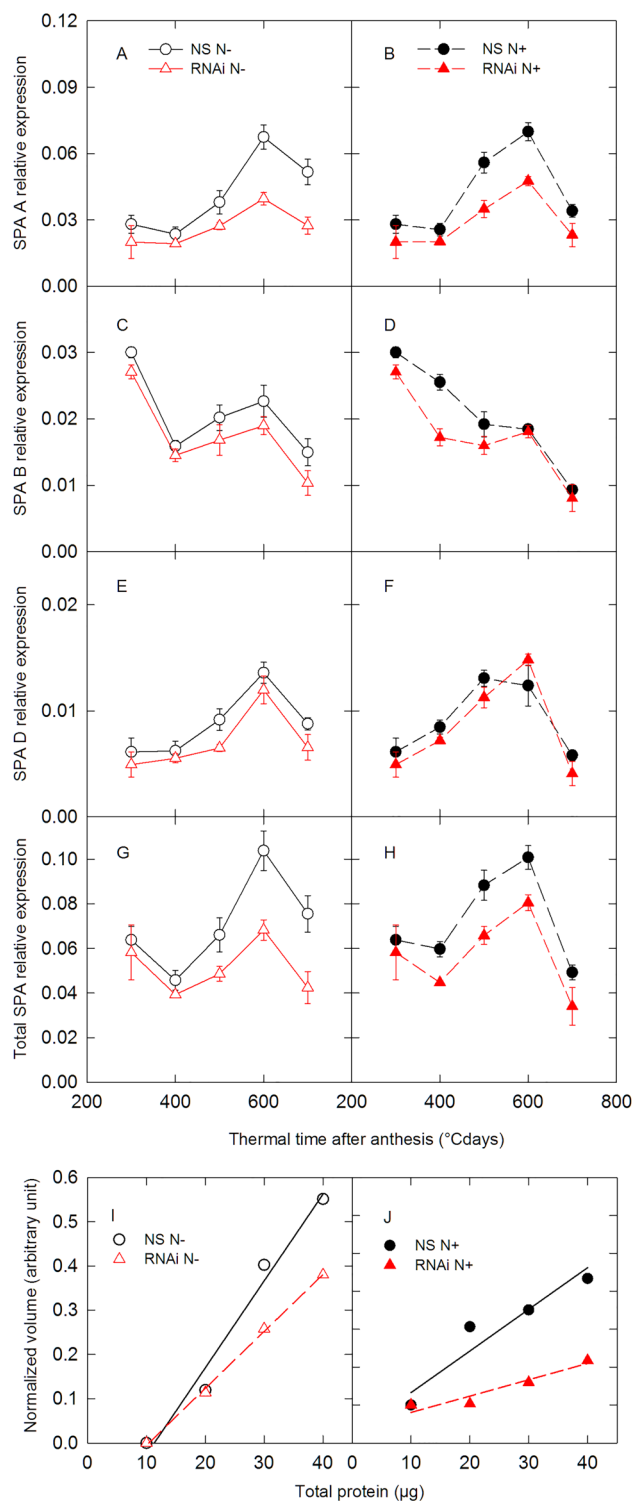 A
NS N-
RNAi N-
B
NS N+
RNAi N+
SPA A relative expression
0.12
0.09
0.06
0.03
0.00
C
D
SPA B relative expression
0.03
0.02
0.01
0.00
E
F
SPA D relative expression
0.02
0.01
0.00
G
H
Total SPA relative expression
0.10
0.08
0.06
0.04
0.02
0.00
200 400 600 200 400 600 800
Thermal time after anthesis (°Cdays)
I
NS N-
RNAi N-
J
NS N+
RNAi N+
Normalized volume (arbitrary unit)
0.6
0.5
0.4
0.3
0.2
0.1
0.0
0 10 20 30 40 0 10 20 30 40
Total protein (µg)